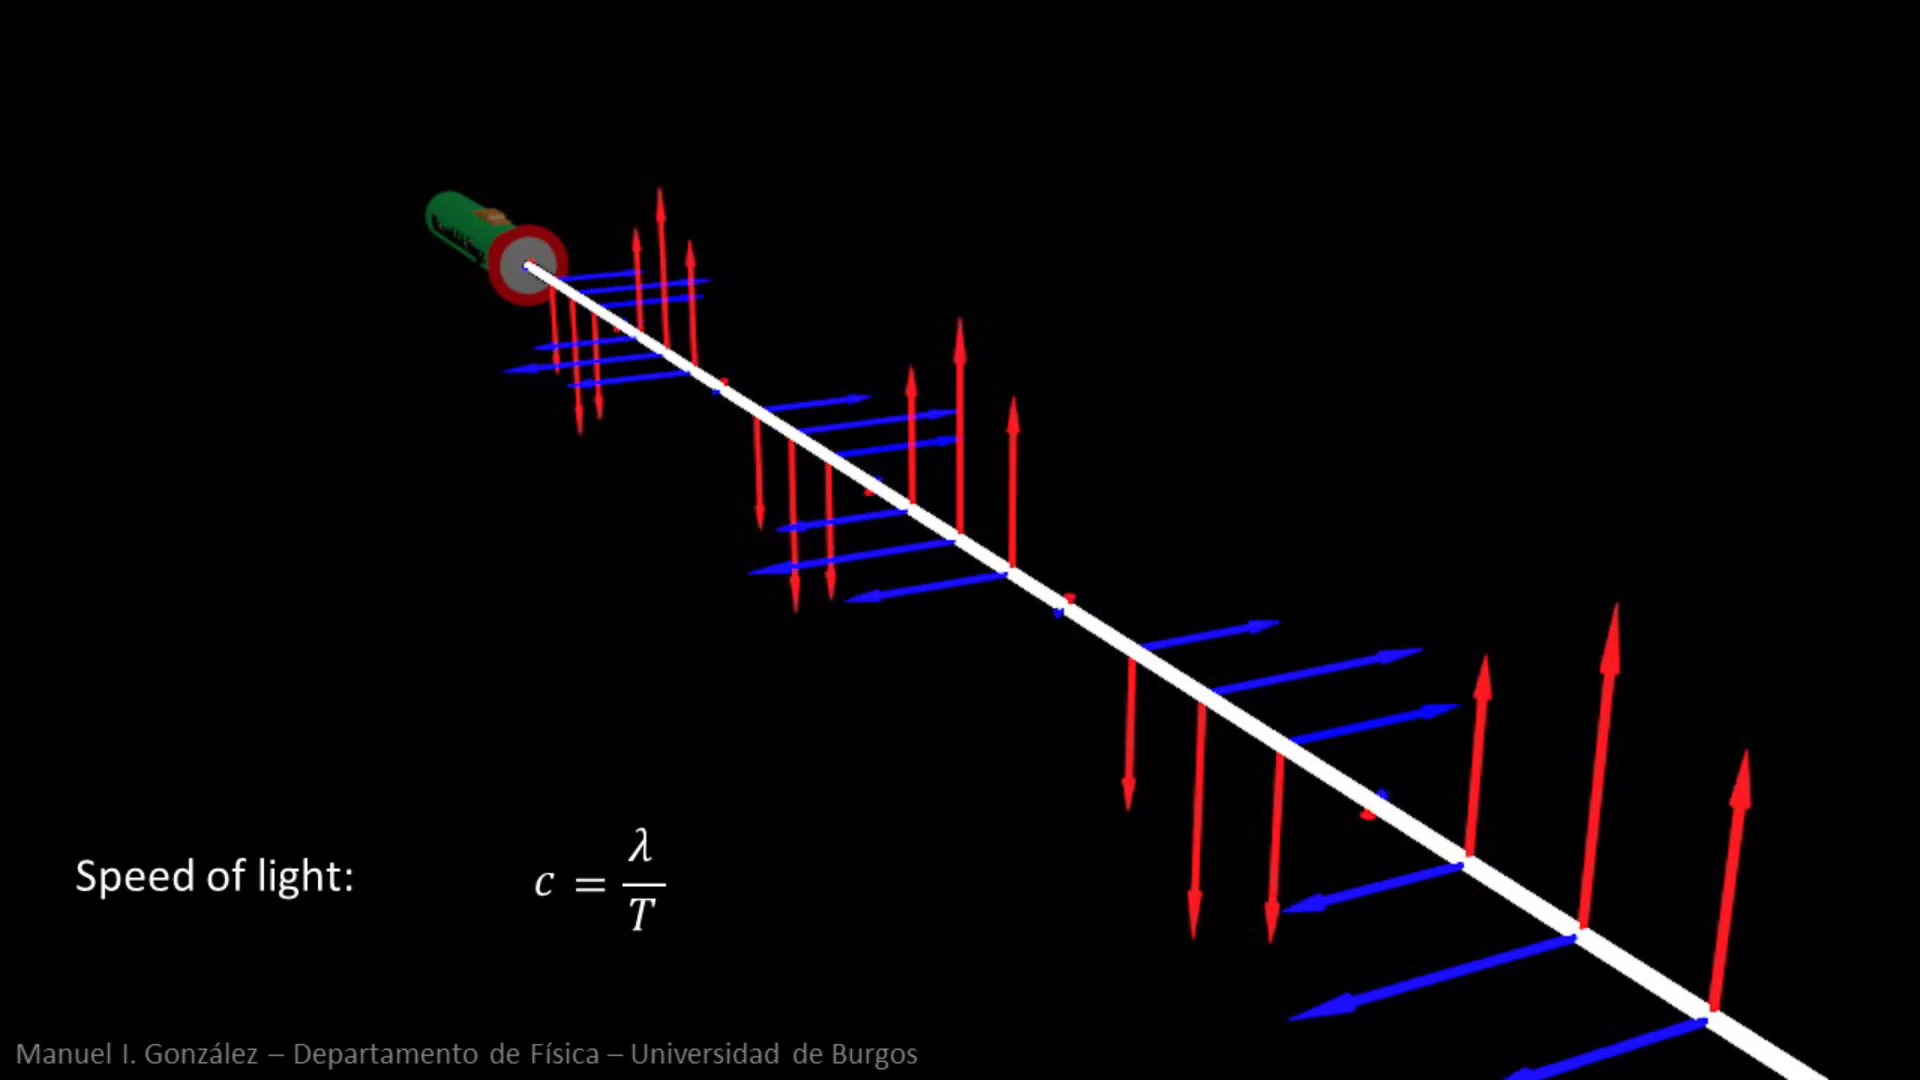 Speed of light:
c = λ/T
Manuel I. González – Departamento de Física – Universidad de Burgos